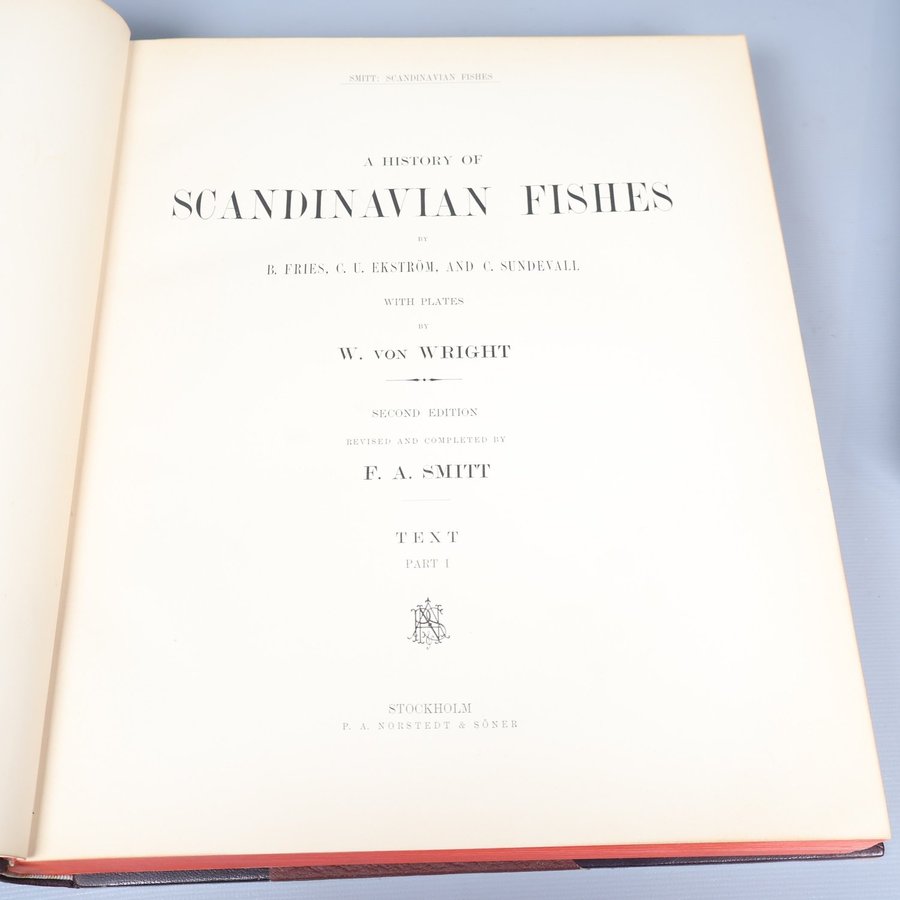 SMITT: SCANDINAVIAN FISHES
A HISTORY OF
SCANDINAVIAN FISHES
BY
B. FRIES, C. U. EKSTRÖM, AND C. SUNDEVALL
WITH PLATES
BY
W. VON WRIGHT
SECOND EDITION
REVISED AND COMPLETED BY
F. A. SMITT
TEXT
PART I
STOCKHOLM
P. A. NORSTEDT & SÖNER